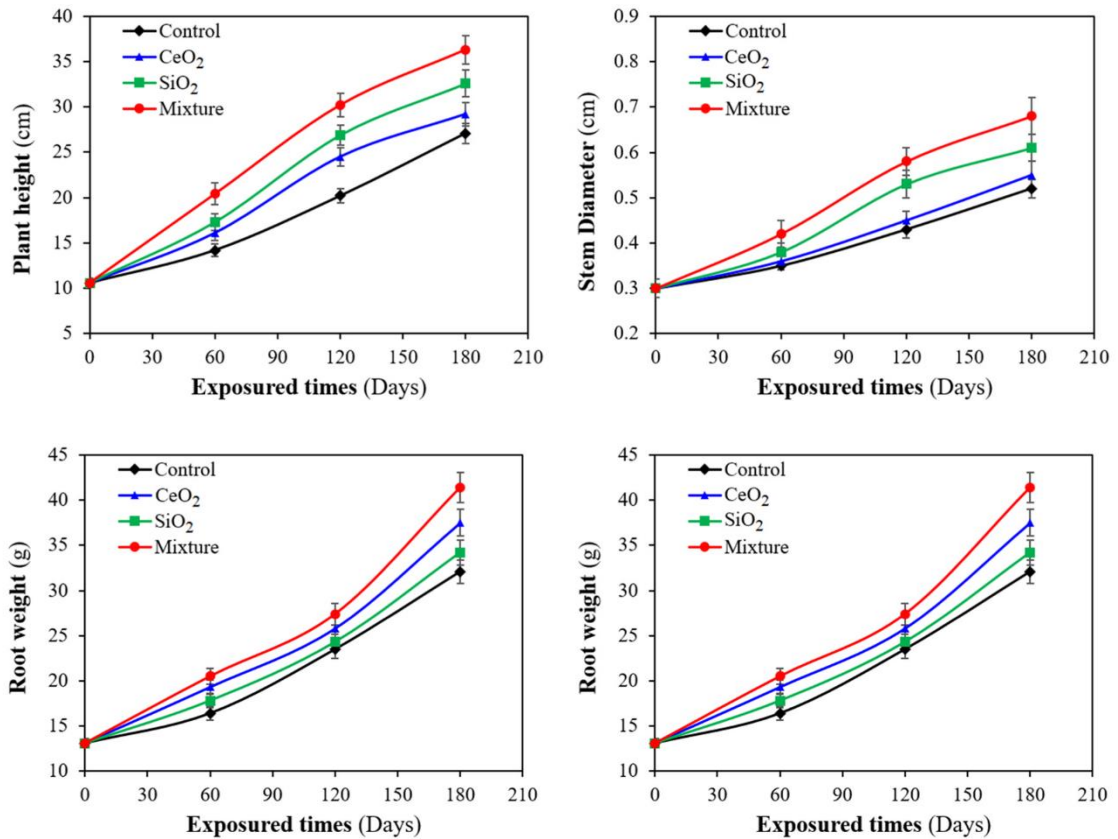 40
35
30
25
20
15
10
5
Plant height (cm)
Control
CeO2
SiO2
Mixture
0 30 60 90 120 150 180 210
Exposured times (Days)
0.9
0.8
0.7
0.6
0.5
0.4
0.3
0.2
Stem Diameter (cm)
Control
CeO2
SiO2
Mixture
0 30 60 90 120 150 180 210
Exposured times (Days)
45
40
35
30
25
20
15
10
Root weight (g)
Control
CeO2
SiO2
Mixture
0 30 60 90 120 150 180 210
Exposured times (Days)
45
40
35
30
25
20
15
10
Root weight (g)
Control
CeO2
SiO2
Mixture
0 30 60 90 120 150 180 210
Exposured times (Days)